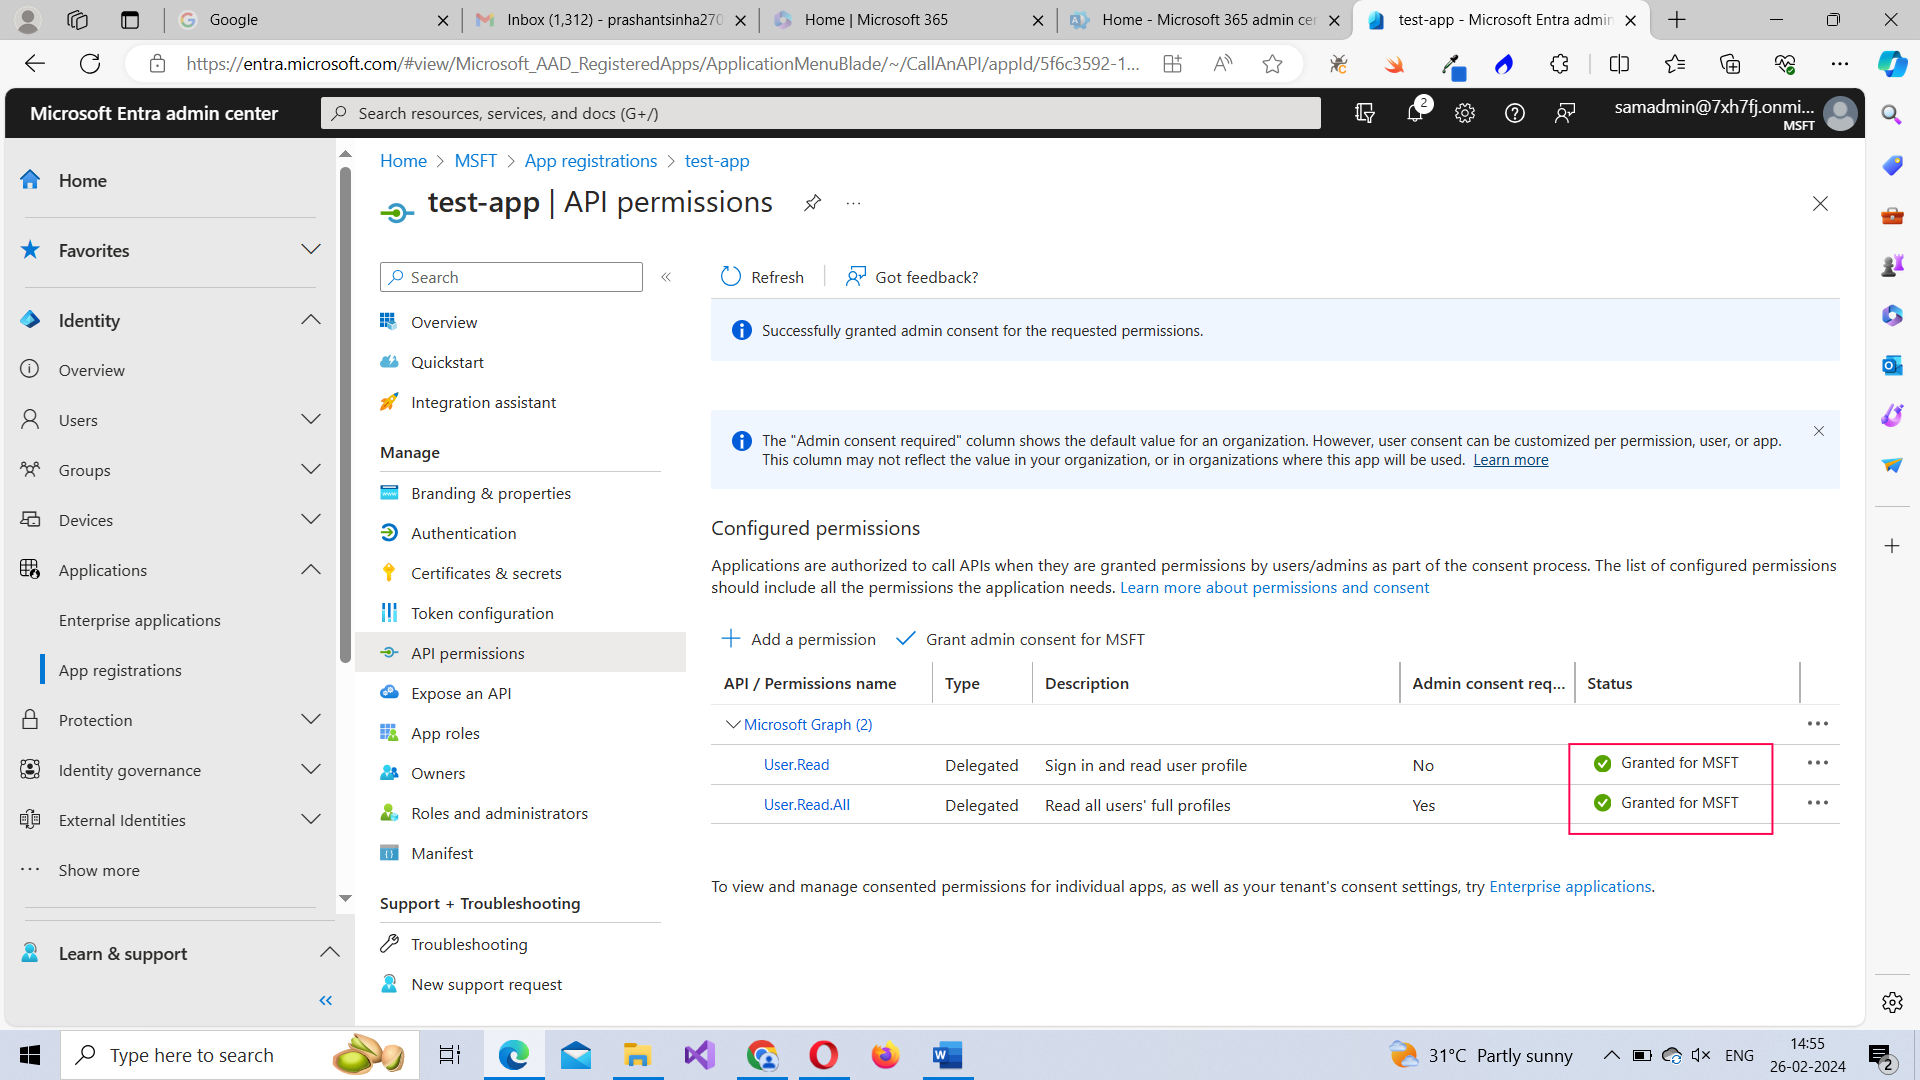 Google
Inbox (1,312) - prashantsinha270
Home | Microsoft 365
Home - Microsoft 365 admin cen
test-app - Microsoft Entra admin
https://entra.microsoft.com/#view/Microsoft_AAD_RegisteredApps/ApplicationMenuBlade/~/CallAnAPI/appId/5f6c3592-1...
Microsoft Entra admin center
Search resources, services, and docs (G+/)
2
samadmin@7xh7fj.onmi...
MSFT
Home
Favorites
Identity
Overview
Users
Groups
Devices
Applications
Enterprise applications
App registrations
Protection
Identity governance
External Identities
Show more
Learn & support
Home > MSFT > App registrations > test-app
test-app | API permissions
Search
Overview
Quickstart
Integration assistant
Manage
Branding & properties
Authentication
Certificates & secrets
Token configuration
API permissions
Expose an API
App roles
Owners
Roles and administrators
Manifest
Support + Troubleshooting
Troubleshooting
New support request
Refresh
Got feedback?
Successfully granted admin consent for the requested permissions.
The "Admin consent required" column shows the default value for an organization. However, user consent can be customized per permission, user, or app.
This column may not reflect the value in your organization, or in organizations where this app will be used. Learn more
Configured permissions
Applications are authorized to call APIs when they are granted permissions by users/admins as part of the consent process. The list of configured permissions
should include all the permissions the application needs. Learn more about permissions and consent
Add a permission
Grant admin consent for MSFT
API / Permissions name Type Description Admin consent req... Status
Microsoft Graph (2)
User.Read Delegated Sign in and read user profile No Granted for MSFT
User.Read.All Delegated Read all users' full profiles Yes Granted for MSFT
To view and manage consented permissions for individual apps, as well as your tenant's consent settings, try Enterprise applications.
Type here to search
31°C Partly sunny
ENG
14:55
26-02-2024
2